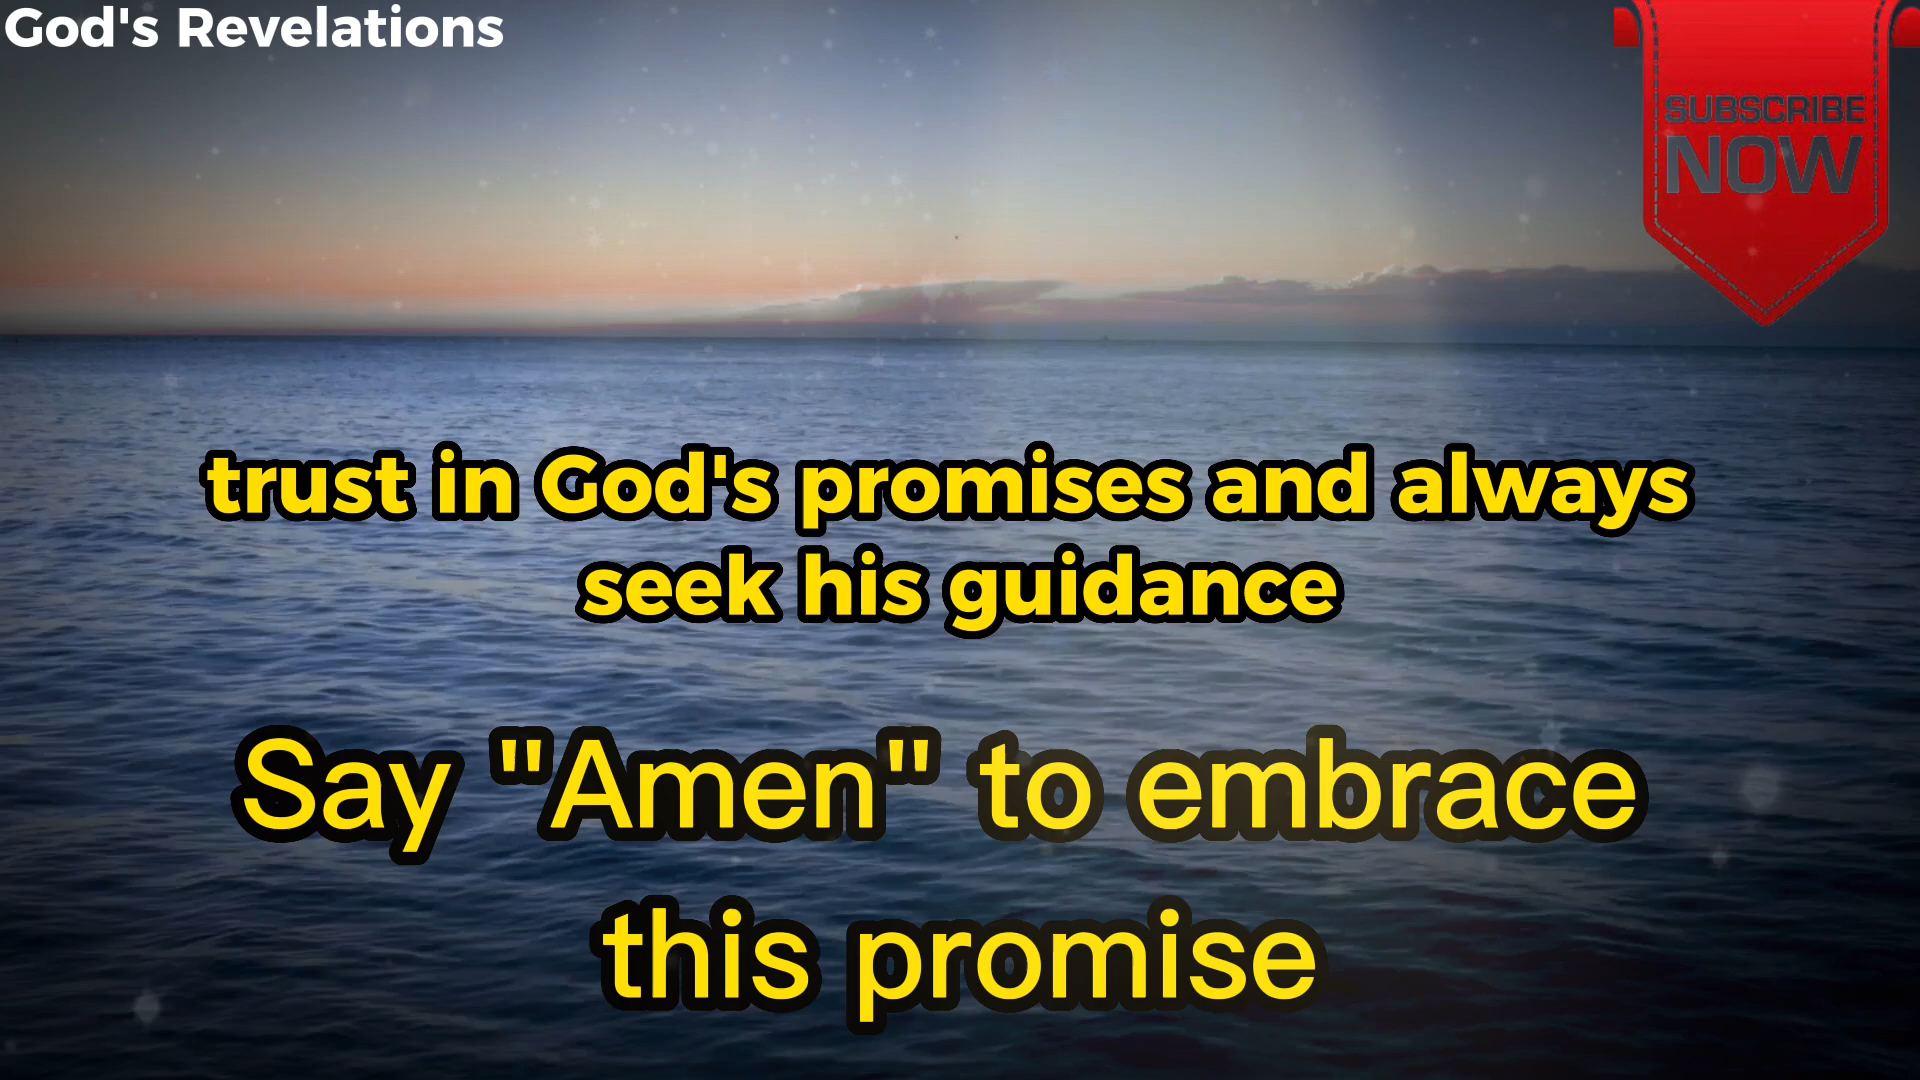 God's Revelations
SUBSCRIBE
NOW
trust in God's promises and always
seek his guidance
Say "Amen" to embrace
this promise